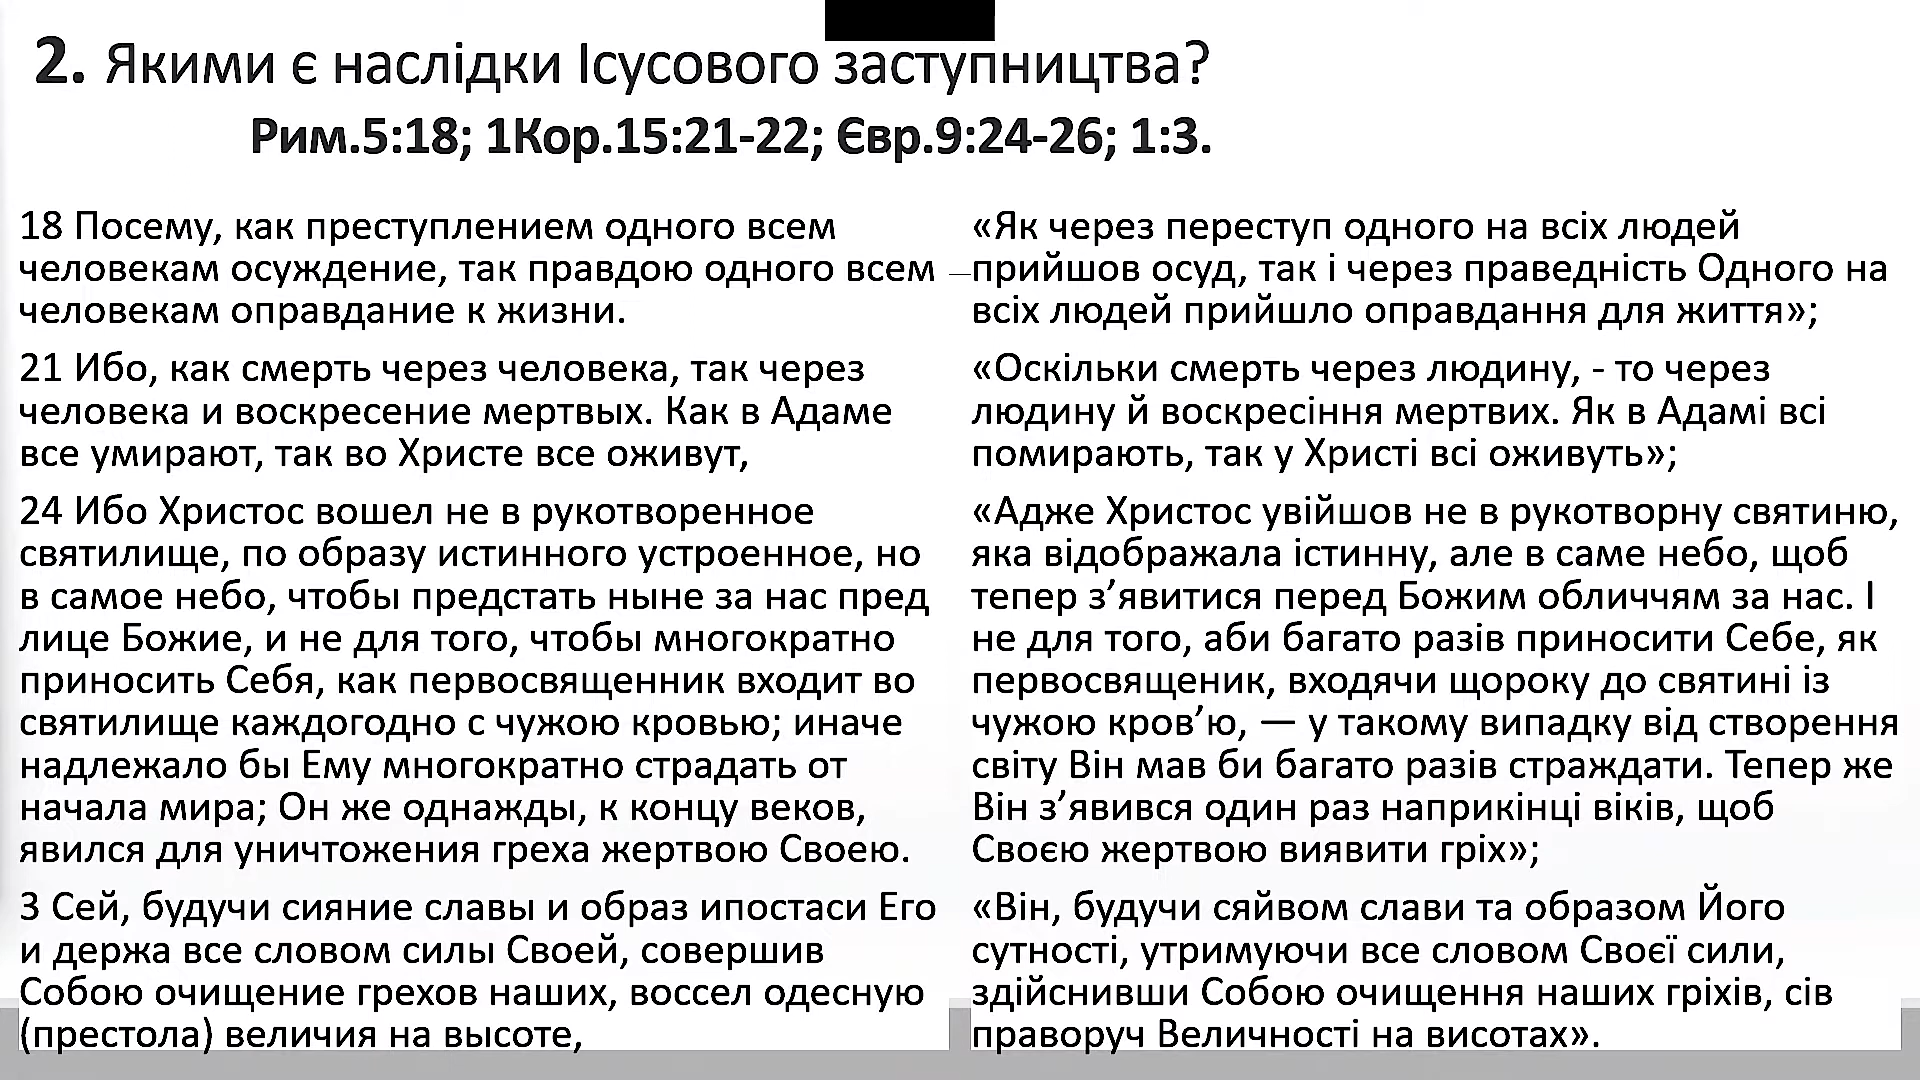 2. Якими є наслідки Ісусового заступництва?
Рим.5:18; 1Кор.15:21-22; Євр.9:24-26; 1:3.
18 Посему, как преступлением одного всем
человекам осуждение, так правдою одного всем
человекам оправдание к жизни.
21 Ибо, как смерть через человека, так через
человека и воскресение мертвых. Как в Адаме
все умирают, так во Христе все оживут,
24 Ибо Христос вошел не в рукотворенное
святилище, по образу истинного устроенное, но
в самое небо, чтобы предстать ныне за нас пред
лице Божие, и не для того, чтобы многократно
приносить Себя, как первосвященник входит во
святилище каждогодно с чужою кровью; иначе
надлежало бы Ему многократно страдать от
начала мира; Он же однажды, к концу веков,
явился для уничтожения греха жертвою Своею.
3 Сей, будучи сияние славы и образ ипостаси Его
и держа все словом силы Своей, совершив
Собою очищение грехов наших, воссел одесную
(престола) величия на высоте,
«Як через переступ одного на всіх людей
прийшов осуд, так і через праведність Одного на
всіх людей прийшло оправдання для життя»;
«Оскільки смерть через людину, - то через
людину й воскресіння мертвих. Як в Адамі всі
помирають, так у Христі всі оживуть»;
«Адже Христос увійшов не в рукотворну святиню,
яка відображала істинну, але в саме небо, щоб
тепер з’явитися перед Божим обличчям за нас. І
не для того, аби багато разів приносити Себе, як
первосвященик, входячи щороку до святині із
чужою кров’ю, — у такому випадку від створення
світу Він мав би багато разів страждати. Тепер же
Він з’явився один раз наприкінці віків, щоб
Своєю жертвою виявити гріх»;
«Він, будучи сяйвом слави та образом Його
сутності, утримуючи все словом Своєї сили,
здійснивши Собою очищення наших гріхів, сів
праворуч Величності на висотах».